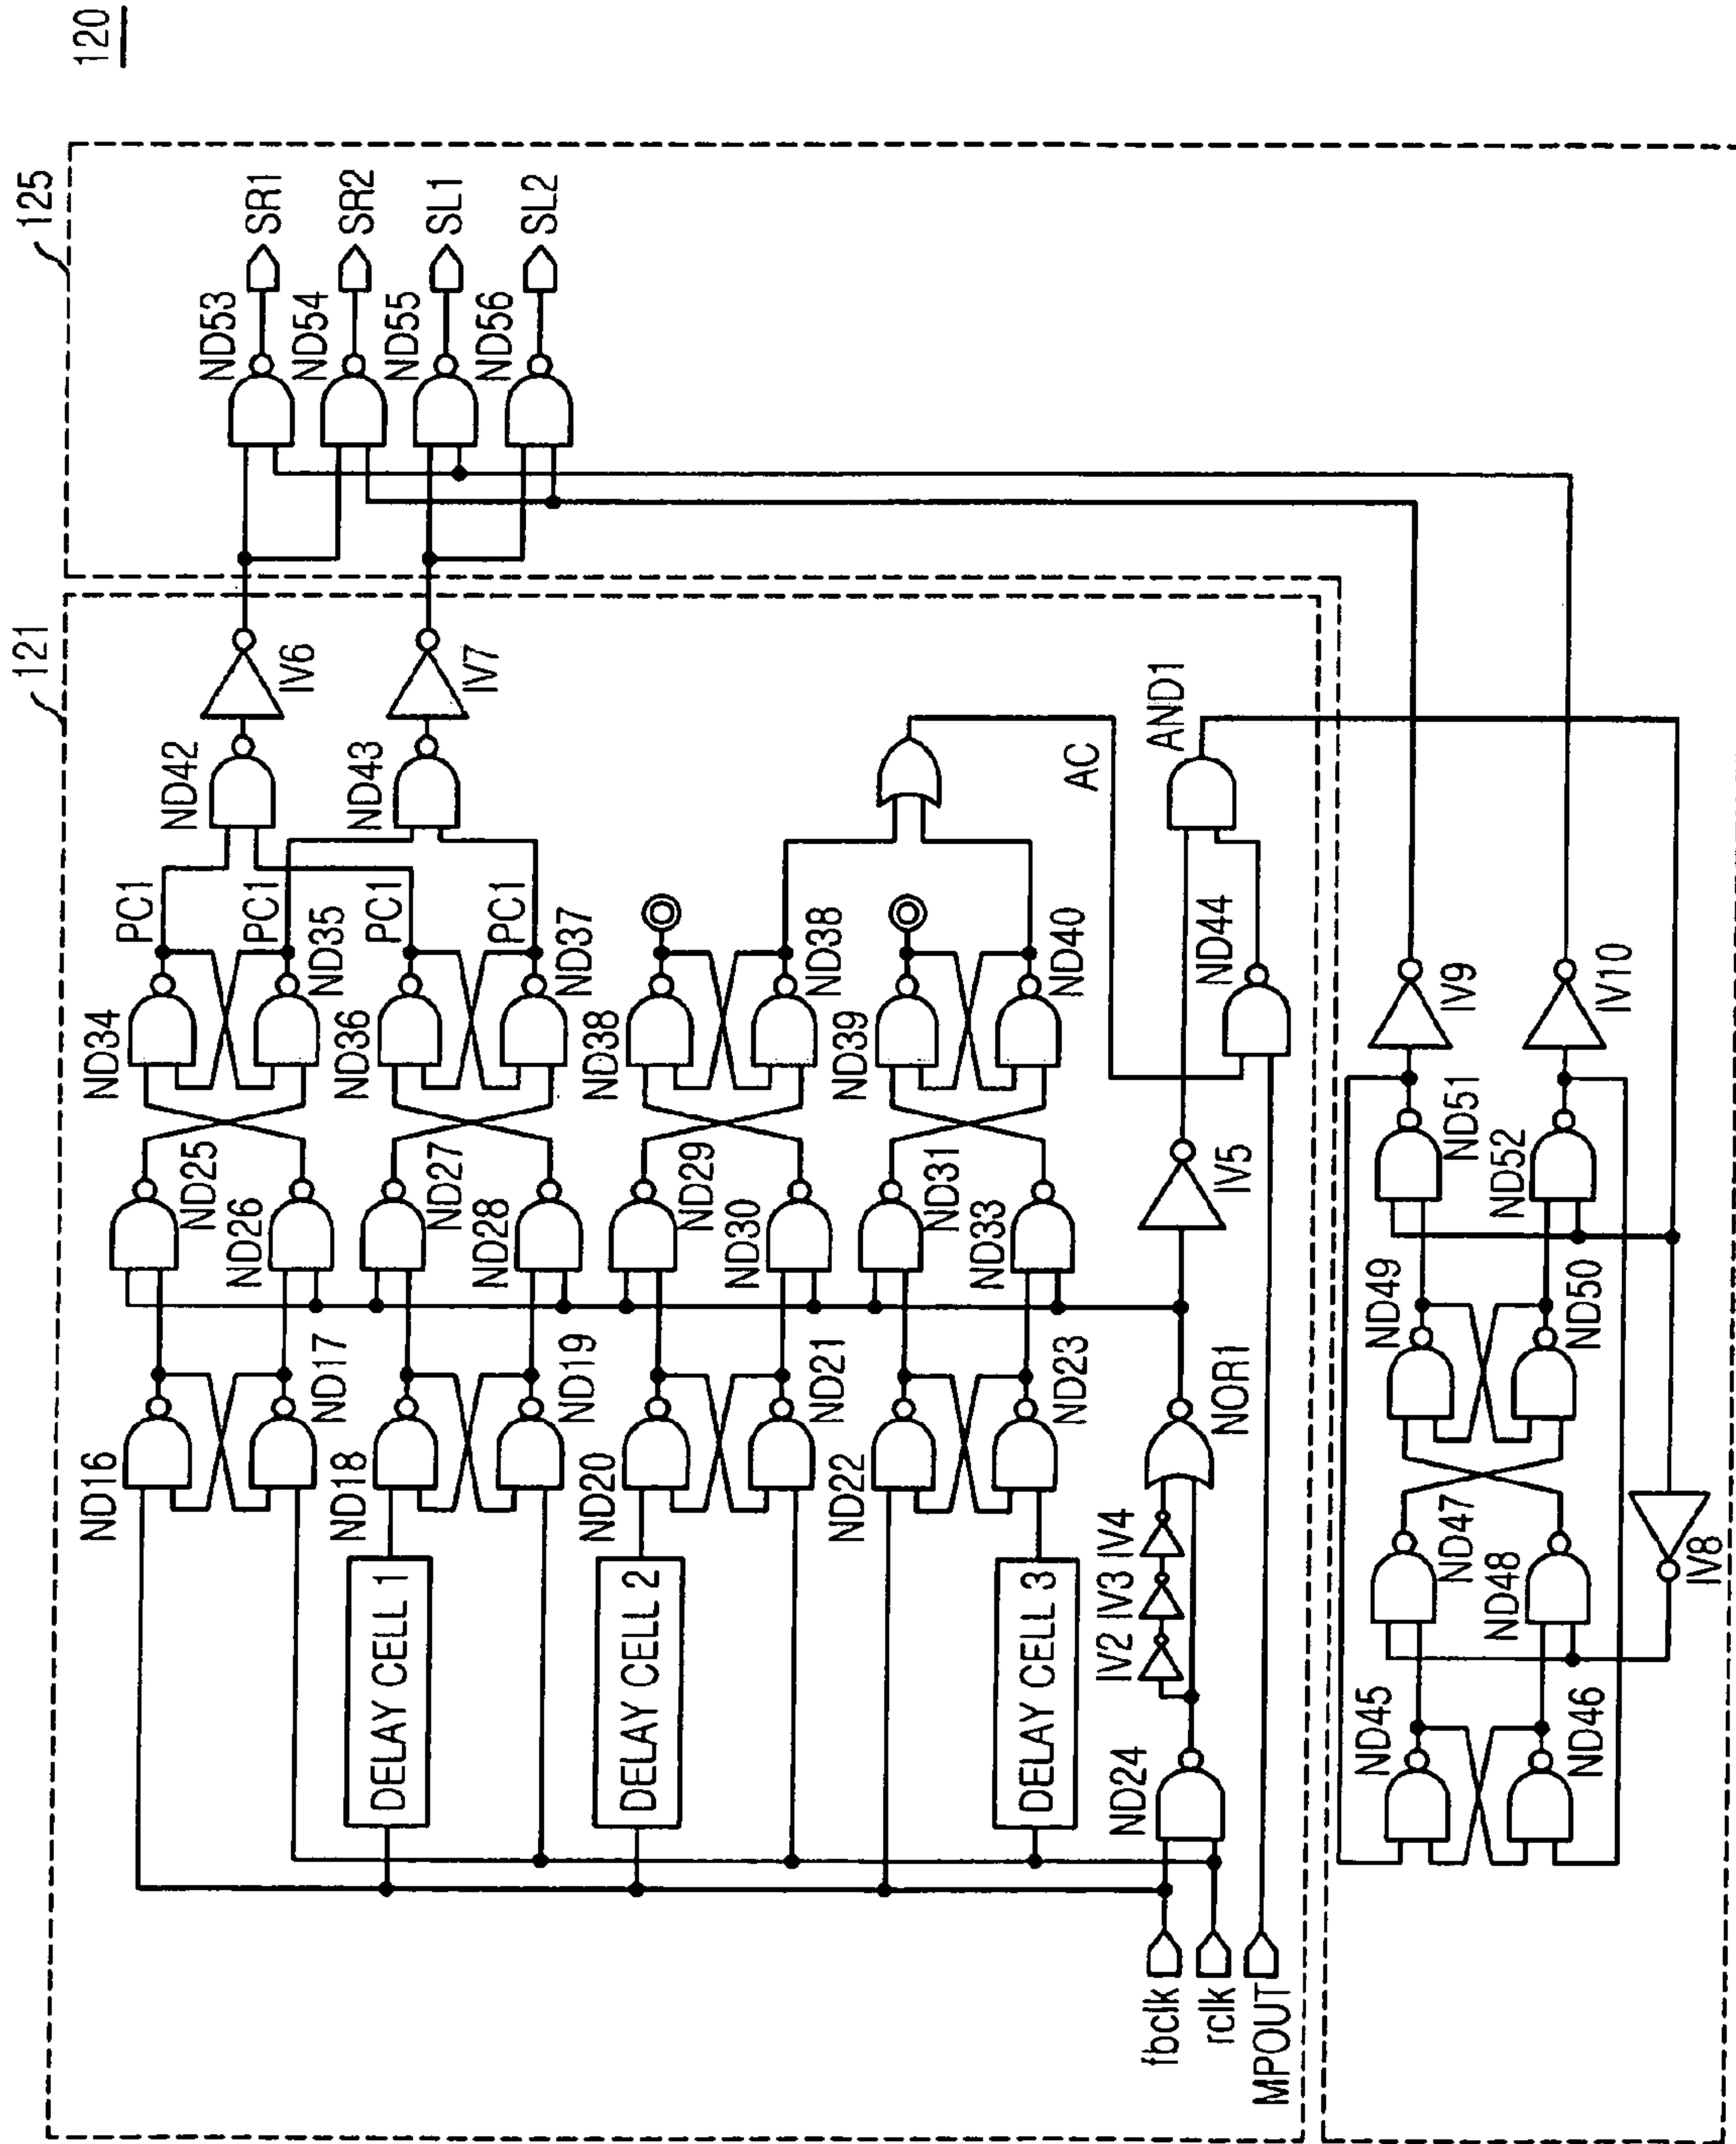 120
125
121
SR1
SR2
SL1
SL2
ND53
ND54
ND55
ND56
IV6
IV7
ND42
ND43
PC1
PC1
PC1
PC1
ND34
ND35
ND36
ND37
ND38
ND38
ND39
ND40
AC
AND1
ND44
ND25
ND26
ND27
ND28
ND29
ND30
ND31
ND33
IV5
ND16
ND17
ND18
ND19
ND20
ND21
ND22
ND23
NOR1
DELAY CELL 1
DELAY CELL 2
DELAY CELL 3
IV2
IV3
IV4
ND24
fbclk
rclk
MPOUT
IV9
IV10
ND51
ND52
ND49
ND50
ND47
ND48
IV8
ND45
ND46